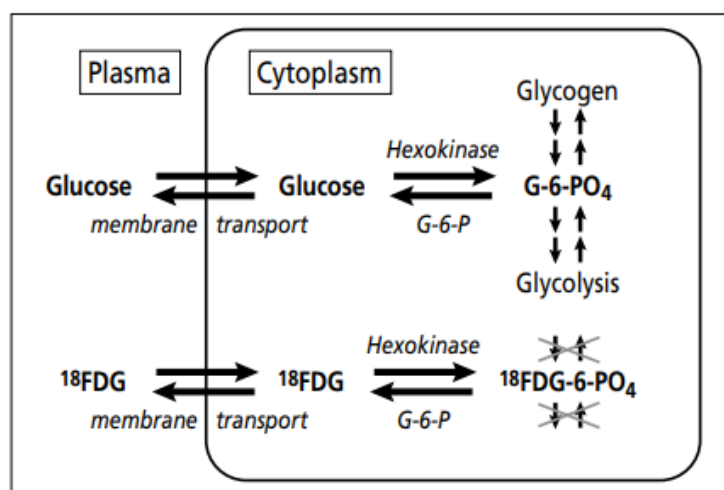 Plasma
Cytoplasm
Glycogen
Hexokinase
Glucose
Glucose
G-6-PO₄
membrane transport
G-6-P
Glycolysis
Hexokinase
¹⁸FDG
¹⁸FDG
¹⁸FDG-6-PO₄
membrane transport
G-6-P